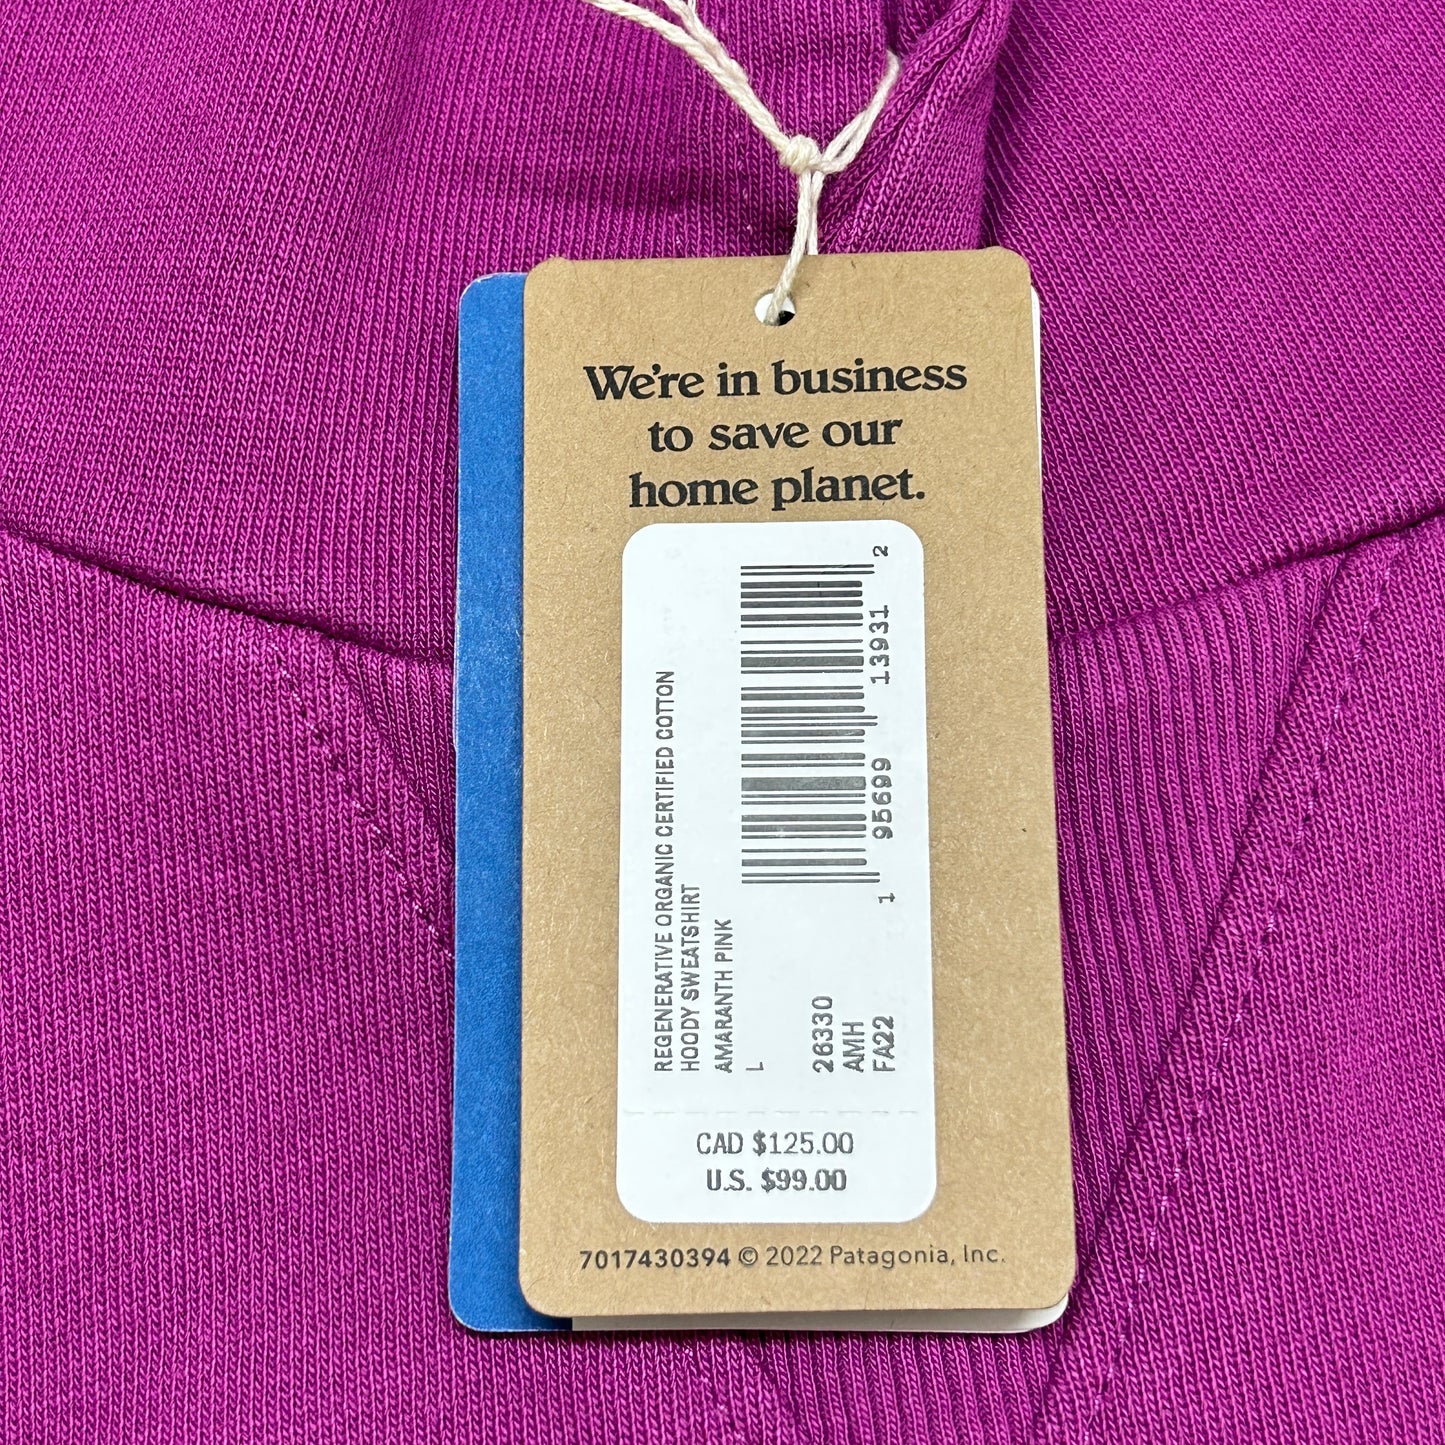 We're in business
to save our
home planet.
REGENERATIVE ORGANIC CERTIFIED COTTON
HOODY SWEATSHIRT
AMARANTH PINK
L
26330
AMH
FA22
1 95699 13931 2
CAD $125.00
U.S. $99.00
7017430394 © 2022 Patagonia, Inc.